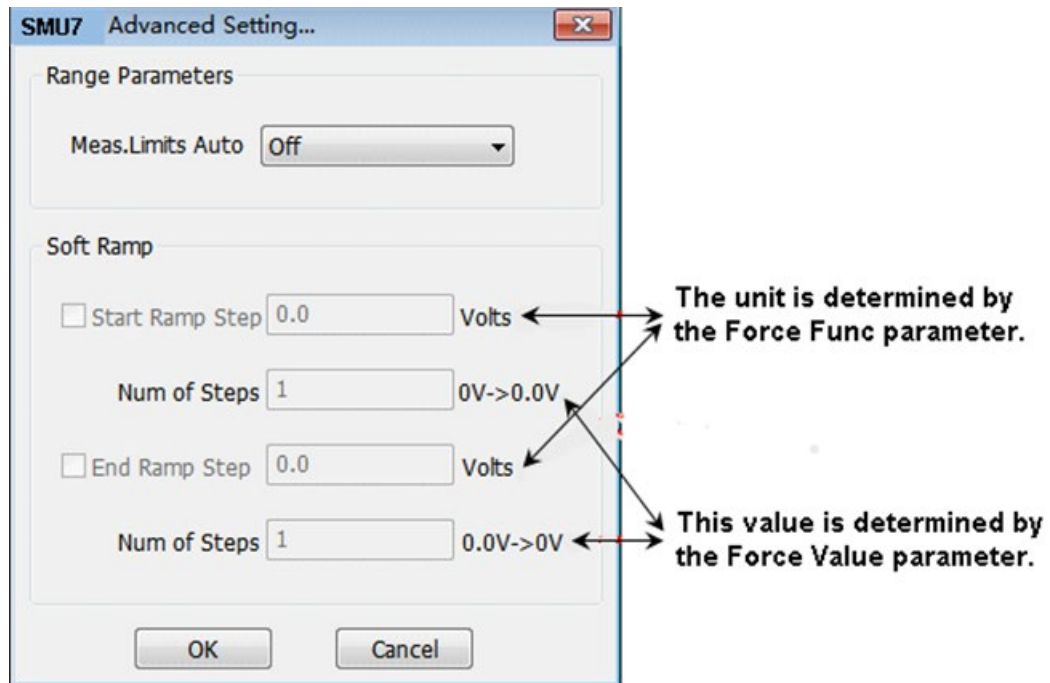 SMU7 Advanced Setting...
Range Parameters
Meas.Limits Auto Off
Soft Ramp
Start Ramp Step 0.0 Volts
The unit is determined by
the Force Func parameter.
Num of Steps 1 0V->0.0V
End Ramp Step 0.0 Volts
Num of Steps 1 0.0V->0V
This value is determined by
the Force Value parameter.
OK Cancel